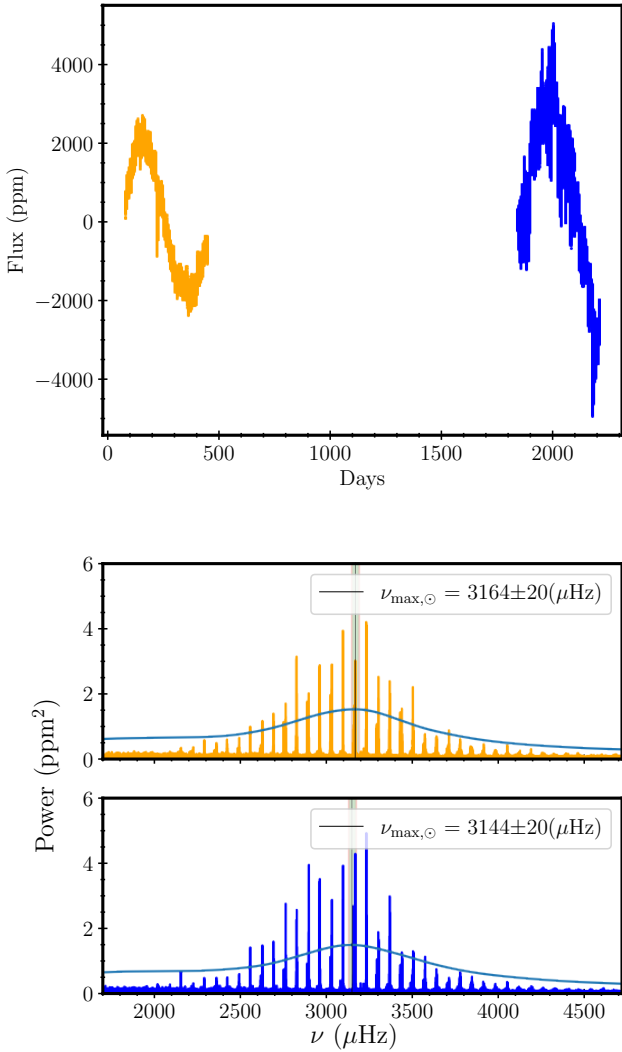 4000
2000
0
−2000
−4000
Flux (ppm)
0 500 1000 1500 2000
Days
6
4
2
0
ν_max,⊙ = 3164±20(μHz)
Power (ppm²)
6
4
2
0
ν_max,⊙ = 3144±20(μHz)
2000 2500 3000 3500 4000 4500
ν (μHz)